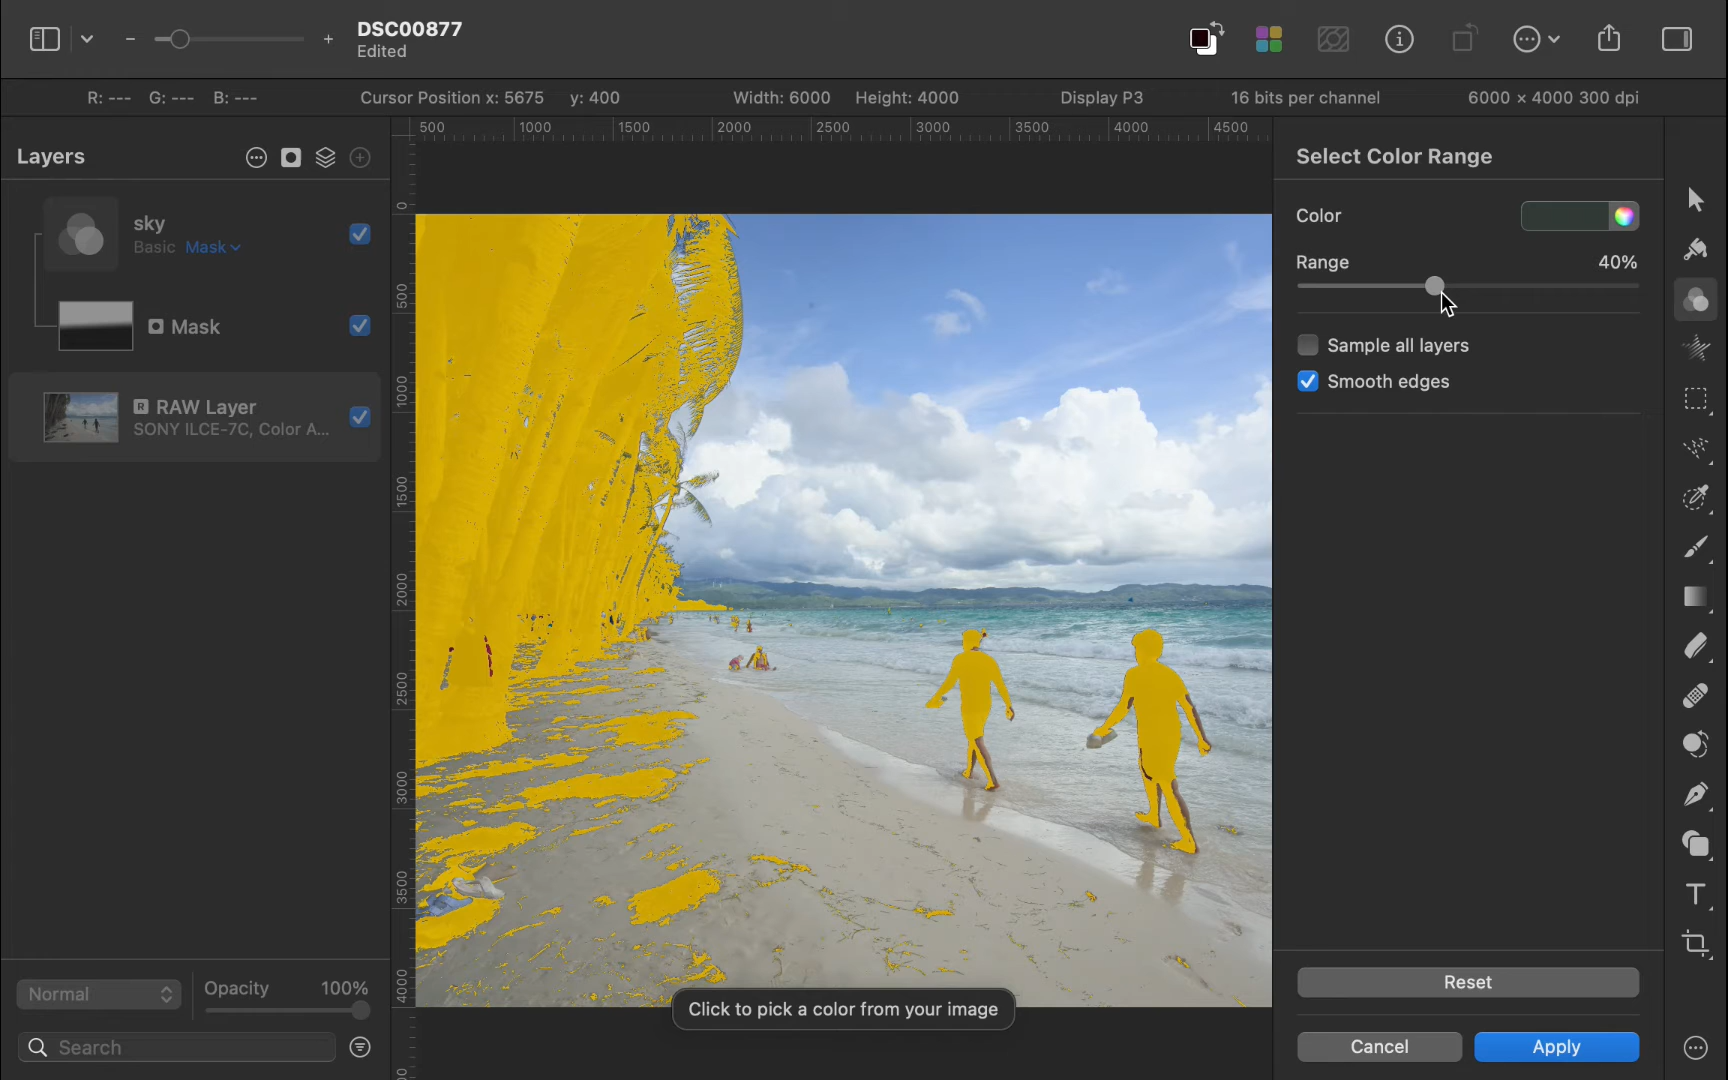 DSC00877
Edited
R: --- G: --- B: --- Cursor Position x: 5675 y: 400 Width: 6000 Height: 4000 Display P3 16 bits per channel 6000 × 4000 300 dpi
500 1000 1500 2000 2500 3000 3500 4000 4500
0
500
1000
1500
2000
2500
3000
3500
4000
Layers
sky
Basic Mask
Mask
RAW Layer
SONY ILCE-7C, Color A...
Normal
Opacity 100%
Search
Click to pick a color from your image
Select Color Range
Color
Range 40%
Sample all layers
Smooth edges
Reset
Cancel Apply